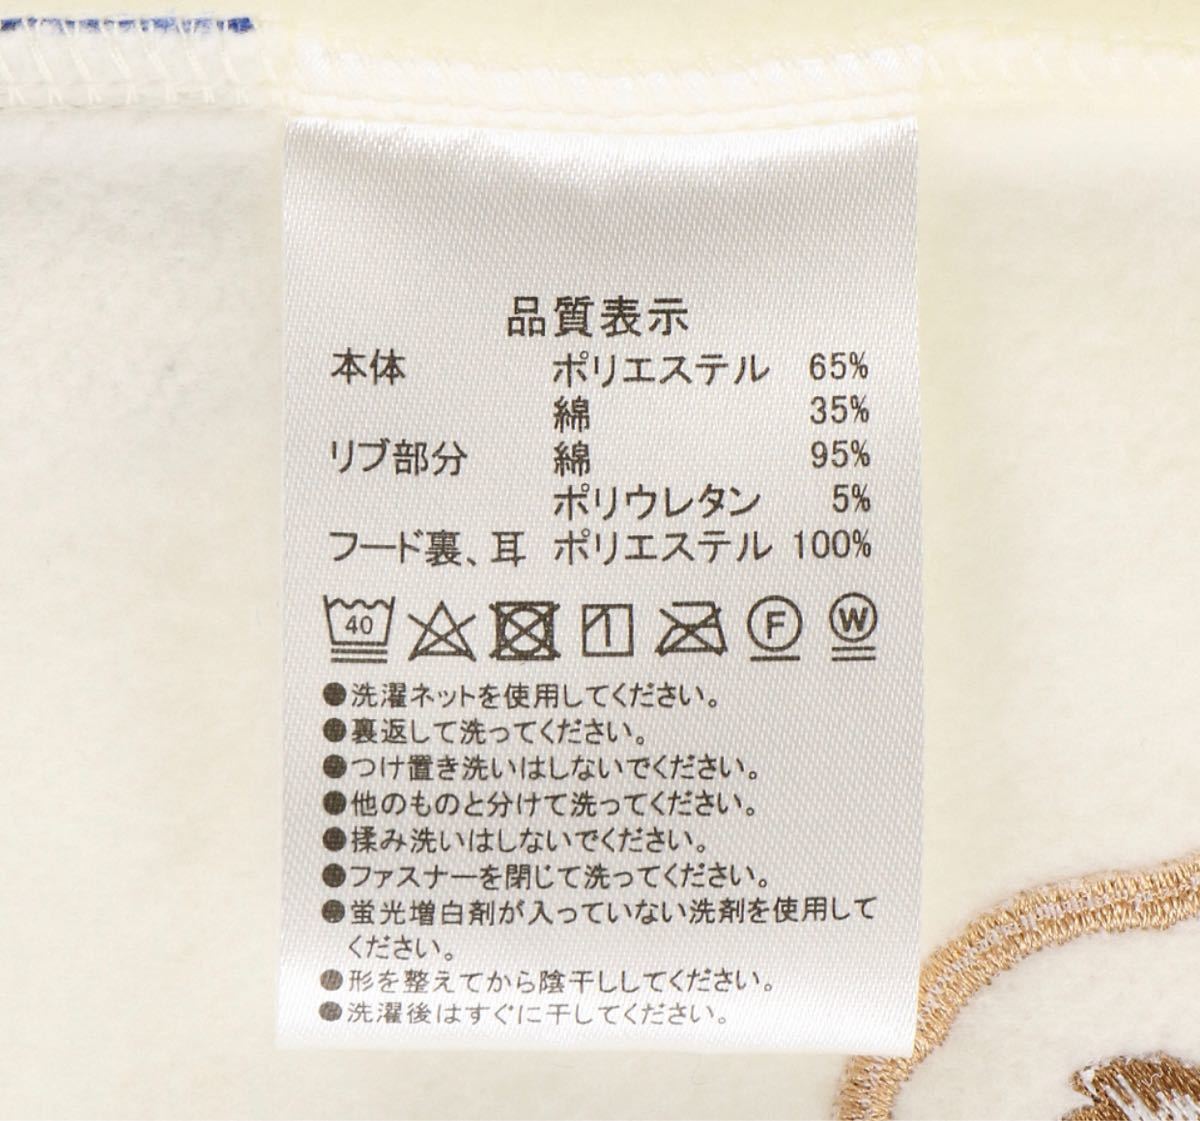 品質表示
本体 ポリエステル 65%
綿 35%
リブ部分 綿 95%
ポリウレタン 5%
フード裏、耳 ポリエステル 100%
40 F W
●洗濯ネットを使用してください。
●裏返して洗ってください。
●つけ置き洗いはしないでください。
●他のものと分けて洗ってください。
●揉み洗いはしないでください。
●ファスナーを閉じて洗ってください。
●蛍光増白剤が入っていない洗剤を使用して
ください。
●形を整えてから陰干ししてください。
●洗濯後はすぐに干してください。